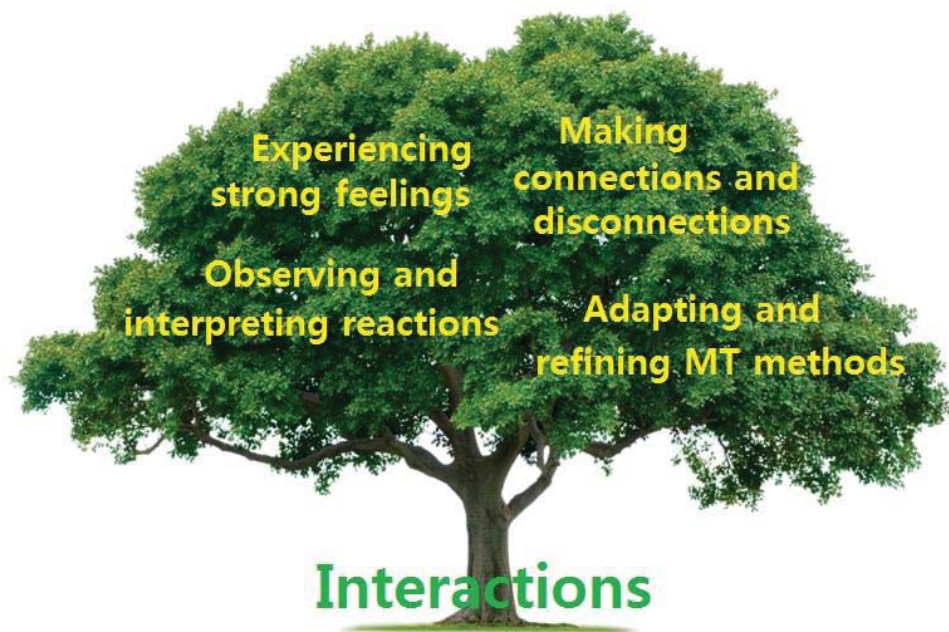 Experiencing
strong feelings
Making
connections and
disconnections
Observing and
interpreting reactions
Adapting and
refining MT methods
Interactions